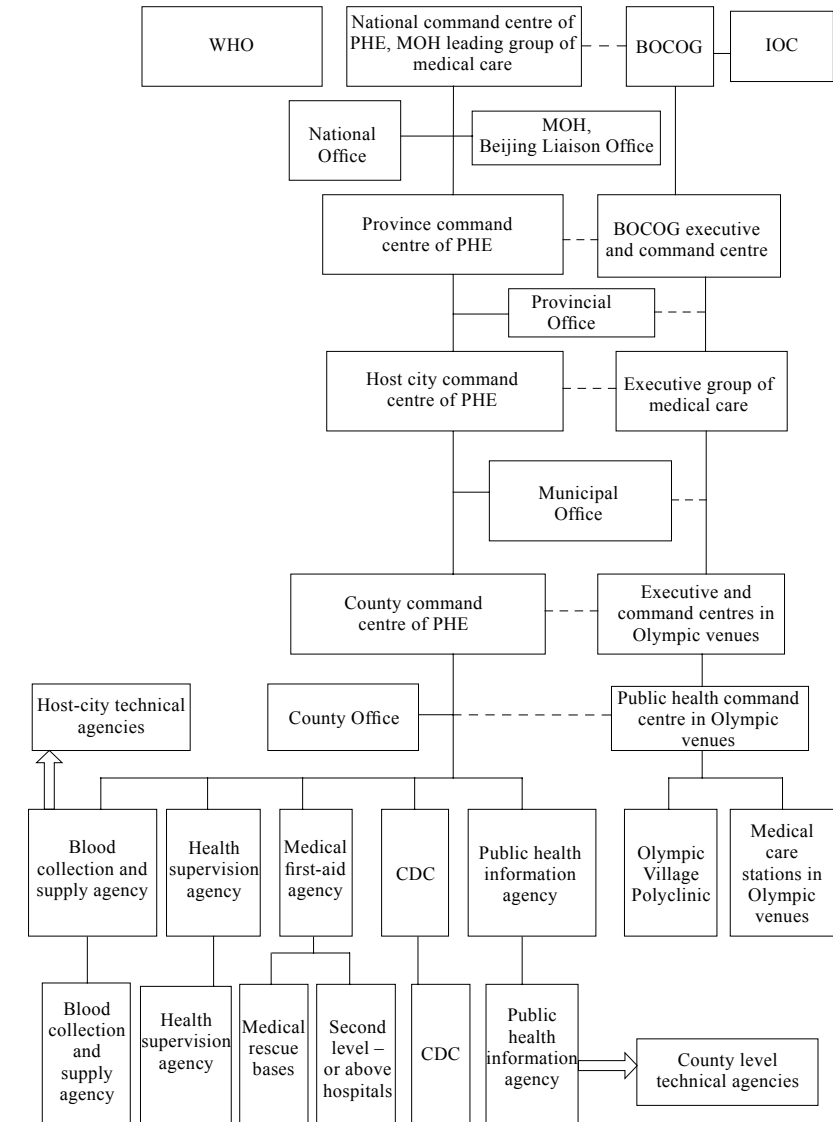 WHO
National command centre of
PHE, MOH leading group of
medical care
BOCOG
IOC
National
Office
MOH,
Beijing Liaison Office
Province command
centre of PHE
BOCOG executive
and command centre
Provincial
Office
Host city command
centre of PHE
Executive group of
medical care
Municipal
Office
County command
centre of PHE
Executive and
command centres in
Olympic venues
Host-city technical
agencies
County Office
Public health command
centre in Olympic
venues
Blood
collection and
supply agency
Health
supervision
agency
Medical
first-aid
agency
CDC
Public health
information
agency
Olympic
Village
Polyclinic
Medical
care
stations in
Olympic
venues
Blood
collection
and
supply
agency
Health
supervision
agency
Medical
rescue
bases
Second
level –
or above
hospitals
CDC
Public
health
information
agency
County level
technical agencies